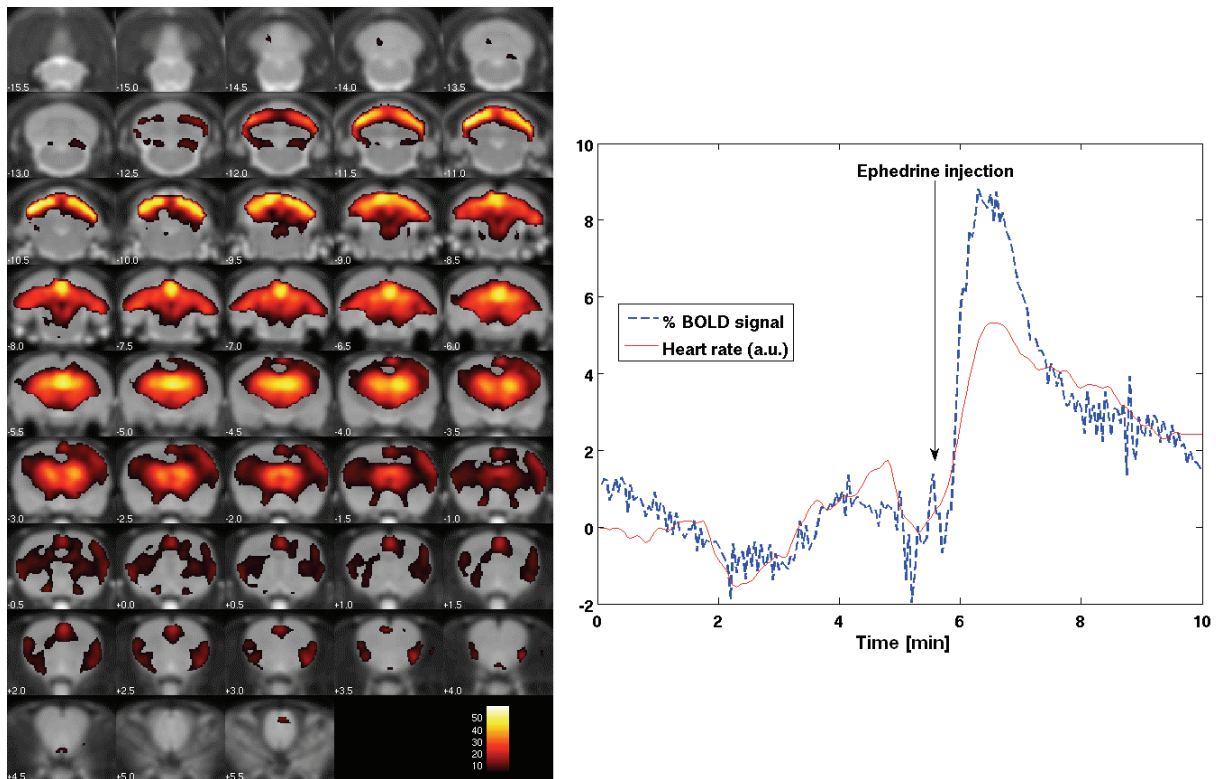 -15.5 -15.0 -14.5 -14.0 -13.5
-13.0 -12.5 -12.0 -11.5 -11.0
-10.5 -10.0 -9.5 -9.0 -8.5
-8.0 -7.5 -7.0 -6.5 -6.0
-5.5 -5.0 -4.5 -4.0 -3.5
-3.0 -2.5 -2.0 -1.5 -1.0
-0.5 +0.0 +0.5 +1.0 +1.5
+2.0 +2.5 +3.0 +3.5 +4.0
+4.5 +5.0 +5.5
50
40
30
20
10
10
8
6
4
2
0
-2
Ephedrine injection
% BOLD signal
Heart rate (a.u.)
0 2 4 6 8 10
Time [min]